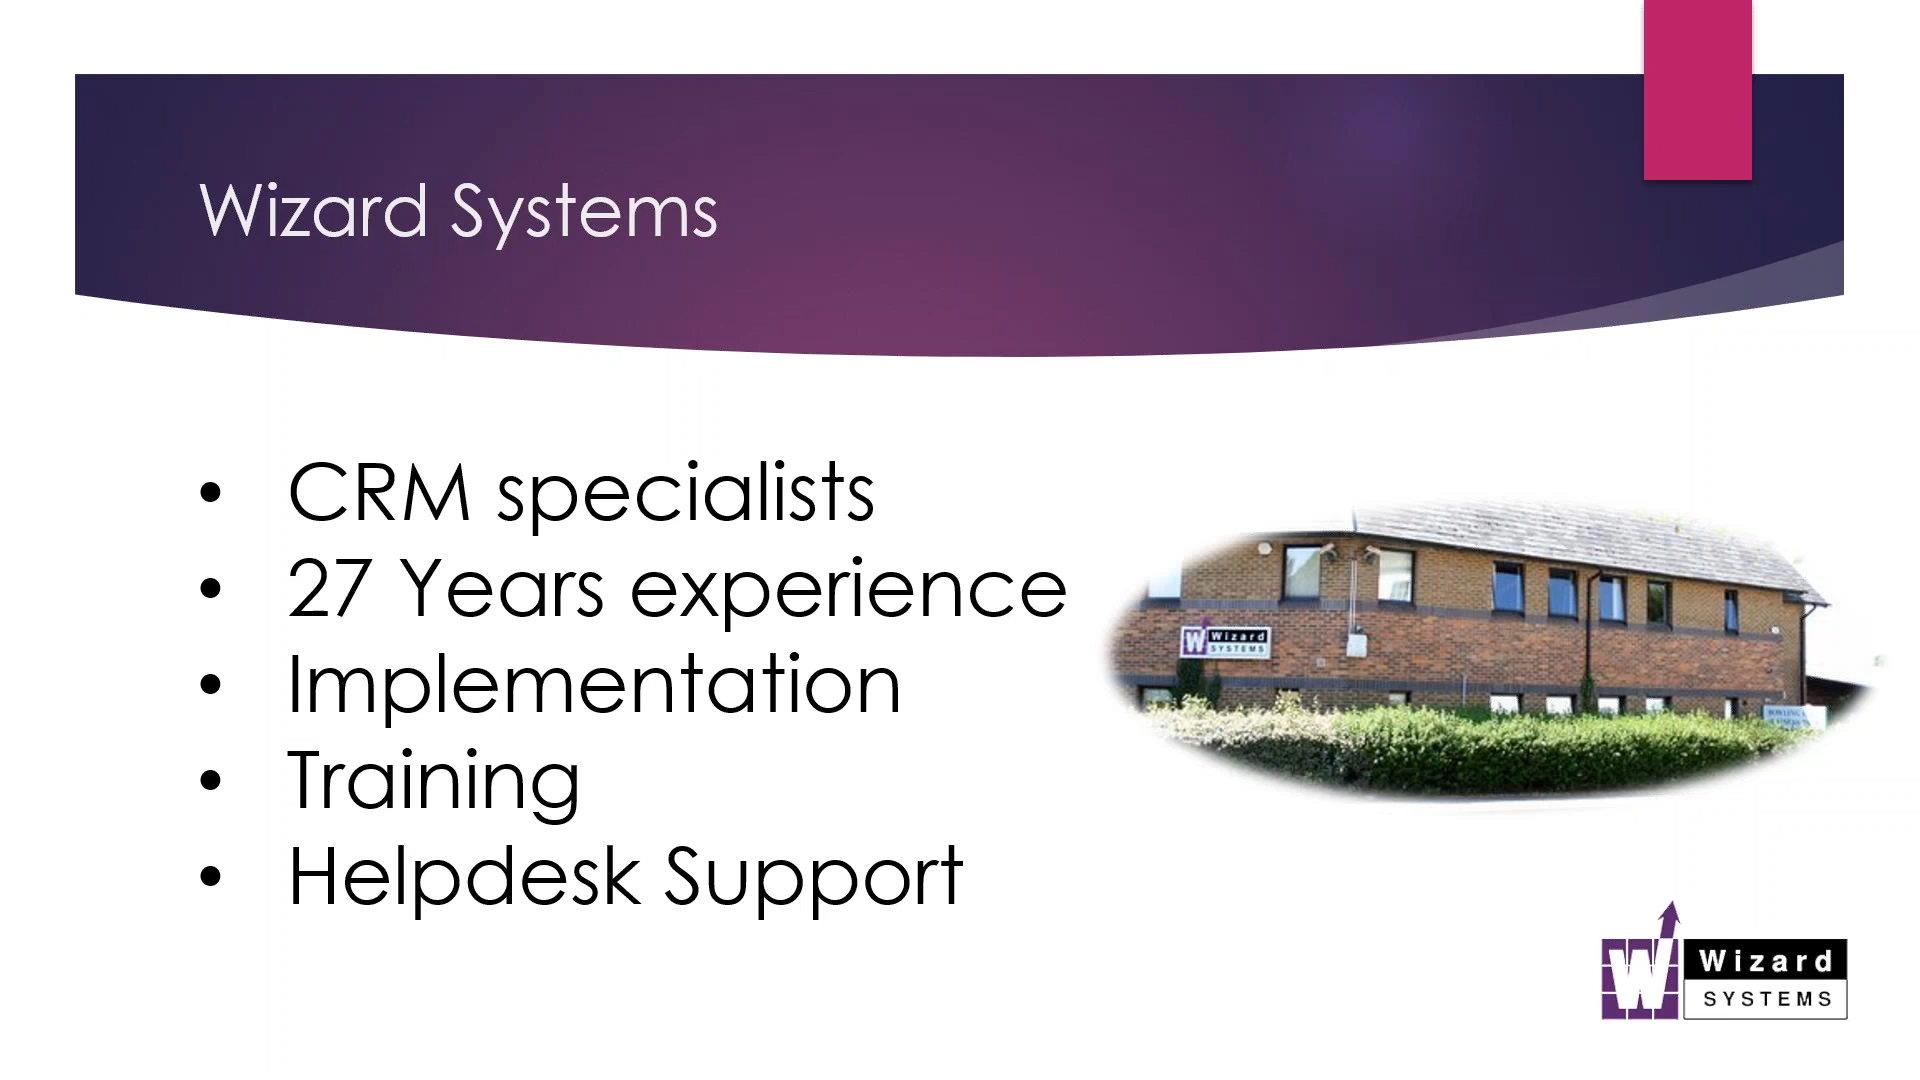 Wizard Systems
• CRM specialists
• 27 Years experience
• Implementation
• Training
• Helpdesk Support
W Wizard
SYSTEMS
W Wizard
SYSTEMS